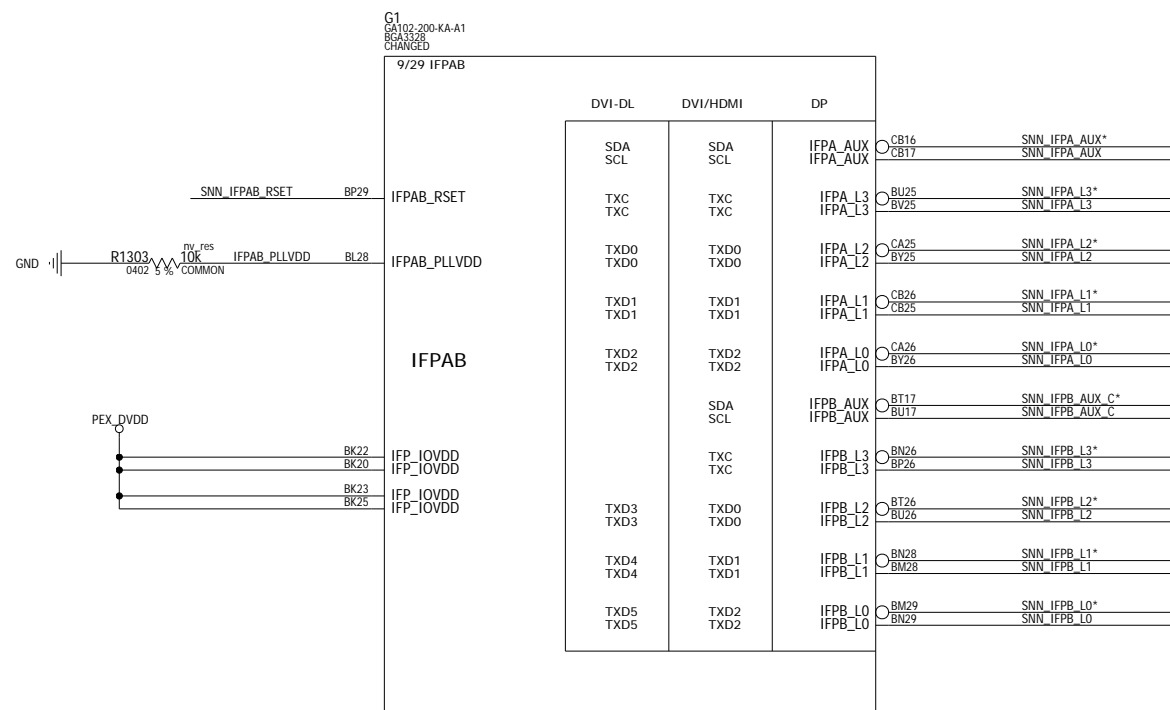 G1
GA102-200-KA-A1
BGA3328
CHANGED
9/29 IFPAB
DVI-DL DVI/HDMI DP
SDA SDA IFPA_AUX CB16 SNN_IFPA_AUX*
SCL SCL IFPA_AUX CB17 SNN_IFPA_AUX
SNN_IFPAB_RSET BP29 IFPAB_RSET
TXC TXC IFPA_L3 BU25 SNN_IFPA_L3*
TXC TXC IFPA_L3 BV25 SNN_IFPA_L3
GND R1303 nv_res 10k IFPAB_PLLVDD BL28 IFPAB_PLLVDD
0402 5 % COMMON
TXD0 TXD0 IFPA_L2 CA25 SNN_IFPA_L2*
TXD0 TXD0 IFPA_L2 BY25 SNN_IFPA_L2
TXD1 TXD1 IFPA_L1 CB26 SNN_IFPA_L1*
TXD1 TXD1 IFPA_L1 CB25 SNN_IFPA_L1
IFPAB
TXD2 TXD2 IFPA_L0 CA26 SNN_IFPA_L0*
TXD2 TXD2 IFPA_L0 BY26 SNN_IFPA_L0
SDA IFPB_AUX BT17 SNN_IFPB_AUX_C*
SCL IFPB_AUX BU17 SNN_IFPB_AUX_C
PEX_DVDD
BK22 IFP_IOVDD
BK20 IFP_IOVDD
BK23 IFP_IOVDD
BK25 IFP_IOVDD
TXC IFPB_L3 BN26 SNN_IFPB_L3*
TXC IFPB_L3 BP26 SNN_IFPB_L3
TXD3 TXD0 IFPB_L2 BT26 SNN_IFPB_L2*
TXD3 TXD0 IFPB_L2 BU26 SNN_IFPB_L2
TXD4 TXD1 IFPB_L1 BN28 SNN_IFPB_L1*
TXD4 TXD1 IFPB_L1 BM28 SNN_IFPB_L1
TXD5 TXD2 IFPB_L0 BM29 SNN_IFPB_L0*
TXD5 TXD2 IFPB_L0 BN29 SNN_IFPB_L0